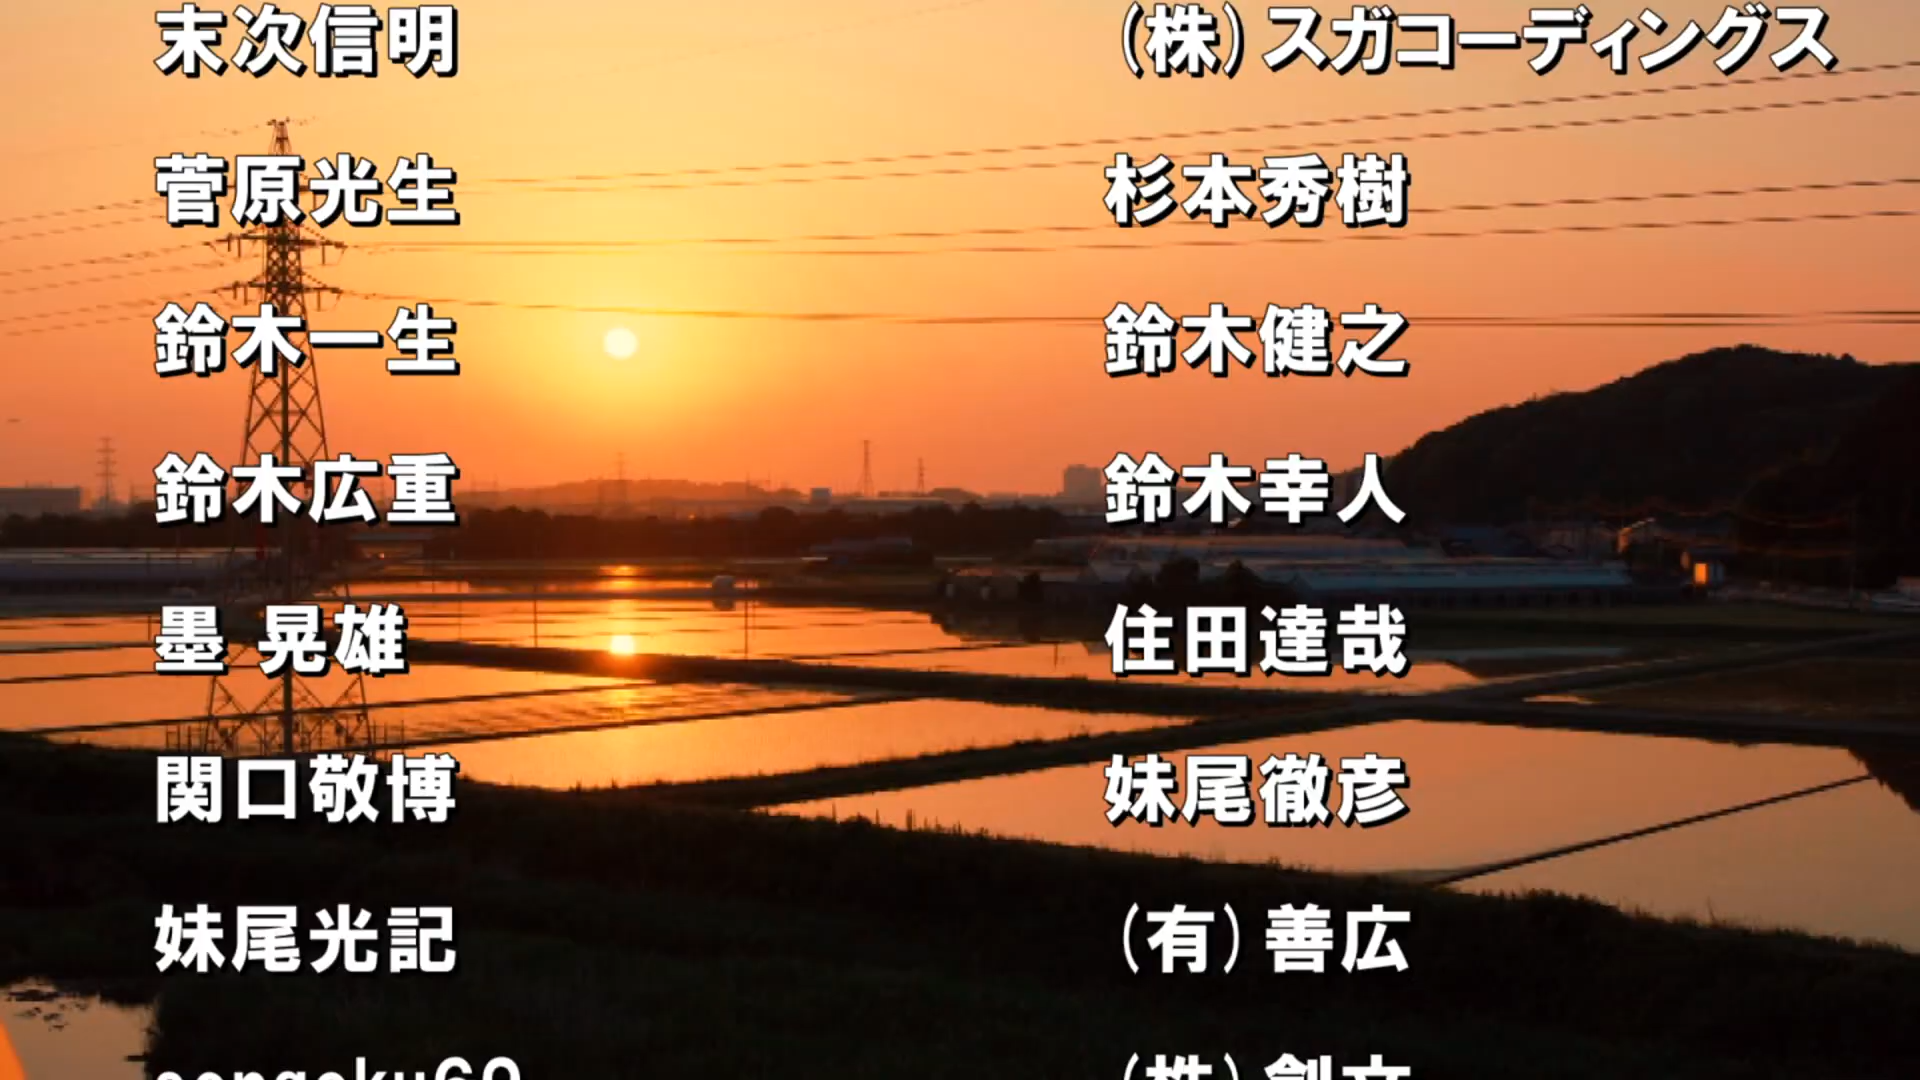 末次信明
(株)スガコーディングス
菅原光生
杉本秀樹
鈴木一生
鈴木健之
鈴木広重
鈴木幸人
墨 晃雄
住田達哉
関口敬博
妹尾徹彦
妹尾光記
(有)善広